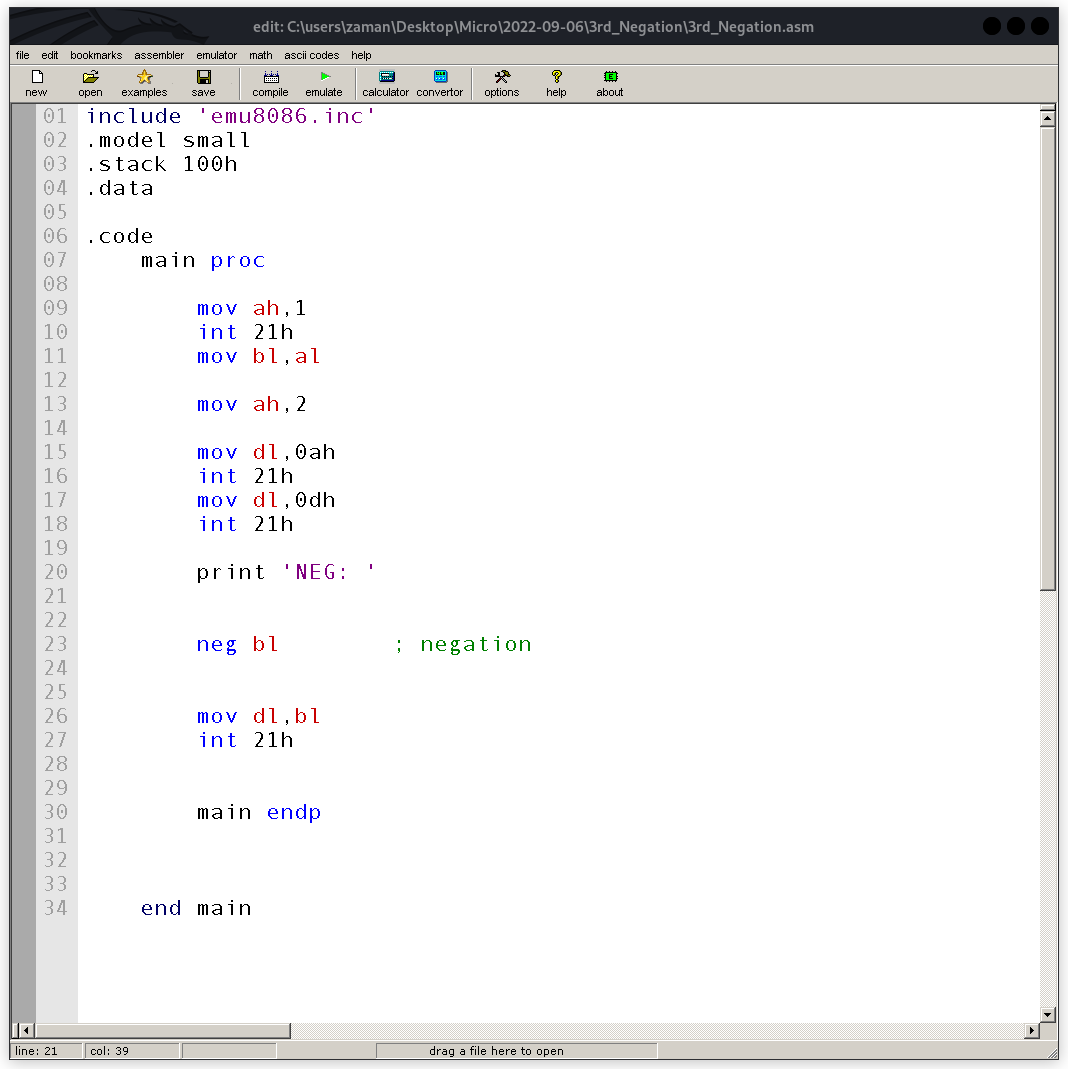 edit: C:\users\zaman\Desktop\Micro\2022-09-06\3rd_Negation\3rd_Negation.asm
file edit bookmarks assembler emulator math ascii codes help
new open examples save compile emulate calculator convertor options help about
01 include 'emu8086.inc'
02 .model small
03 .stack 100h
04 .data
05
06 .code
07     main proc
08
09         mov ah,1
10         int 21h
11         mov bl,al
12
13         mov ah,2
14
15         mov dl,0ah
16         int 21h
17         mov dl,0dh
18         int 21h
19
20         print 'NEG: '
21
22
23         neg bl        ; negation
24
25
26         mov dl,bl
27         int 21h
28
29
30         main endp
31
32
33
34     end main
line: 21 col: 39 drag a file here to open